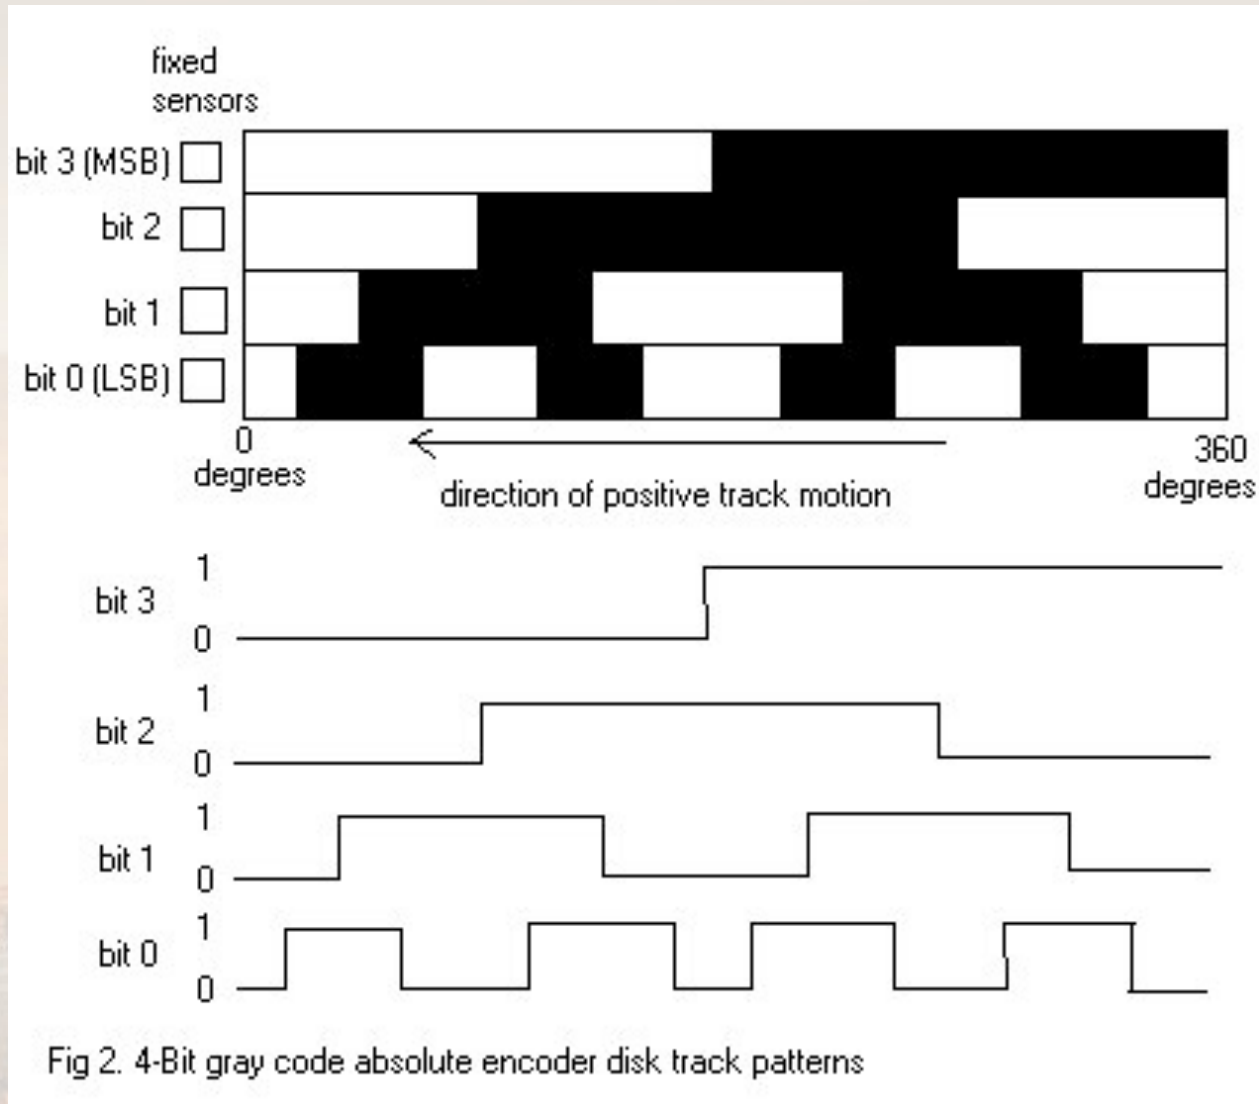 fixed
sensors
bit 3 (MSB)
bit 2
bit 1
bit 0 (LSB)
0
degrees
360
degrees
direction of positive track motion
1
bit 3
0
1
bit 2
0
1
bit 1
0
1
bit 0
0
Fig 2. 4-Bit gray code absolute encoder disk track patterns